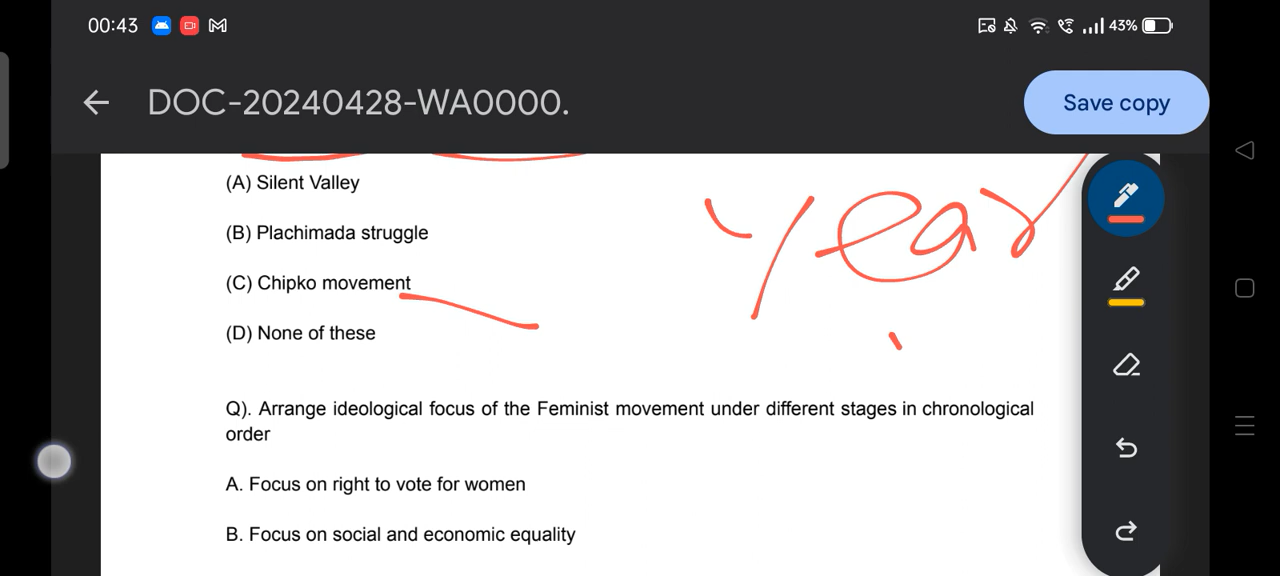 00:43
43%
DOC-20240428-WA0000.
Save copy
(A) Silent Valley
year
(B) Plachimada struggle
(C) Chipko movement
(D) None of these
Q). Arrange ideological focus of the Feminist movement under different stages in chronological
order
A. Focus on right to vote for women
B. Focus on social and economic equality